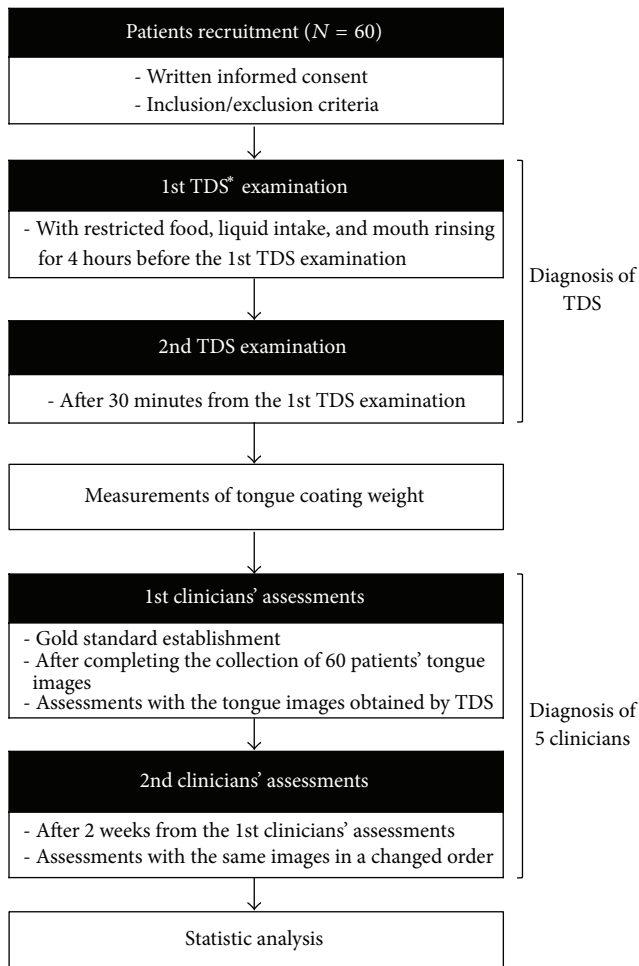 Patients recruitment (N = 60)
- Written informed consent
- Inclusion/exclusion criteria
1st TDS* examination
- With restricted food, liquid intake, and mouth rinsing
for 4 hours before the 1st TDS examination
2nd TDS examination
- After 30 minutes from the 1st TDS examination
Diagnosis of
TDS
Measurements of tongue coating weight
1st clinicians’ assessments
- Gold standard establishment
- After completing the collection of 60 patients’ tongue
images
- Assessments with the tongue images obtained by TDS
2nd clinicians’ assessments
- After 2 weeks from the 1st clinicians’ assessments
- Assessments with the same images in a changed order
Diagnosis of
5 clinicians
Statistic analysis